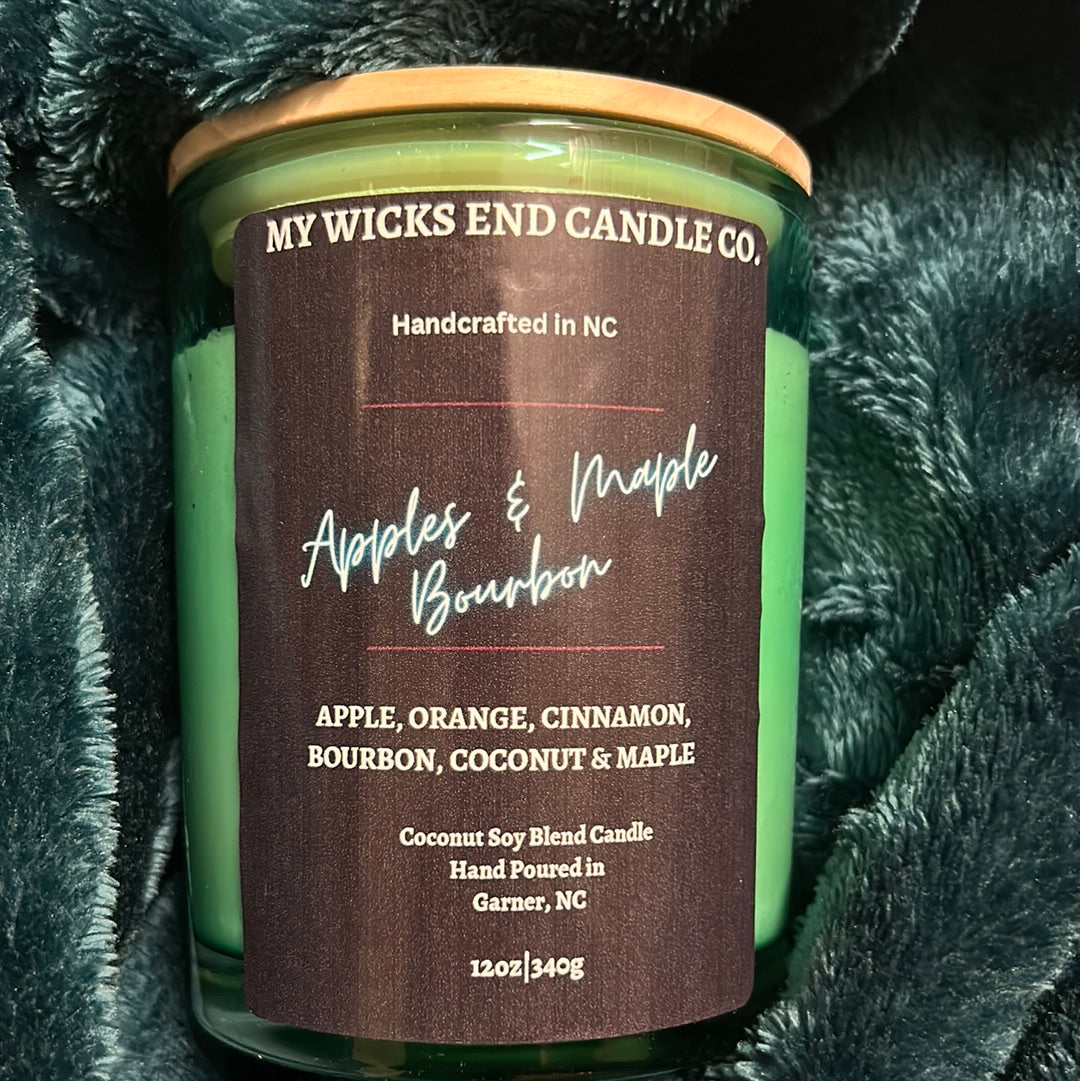 MY WICKS END CANDLE CO.
Handcrafted in NC
Apples & Maple
Bourbon
APPLE, ORANGE, CINNAMON,
BOURBON, COCONUT & MAPLE
Coconut Soy Blend Candle
Hand Poured in
Garner, NC
12oz|340g